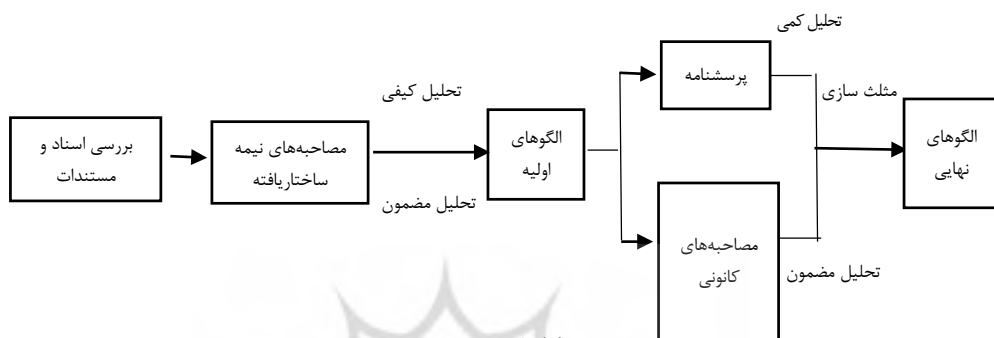 بررسی اسناد و
مستندات
مصاحبه‌های نیمه
ساختاریافته
تحلیل کیفی
تحلیل مضمون
الگوهای
اولیه
تحلیل کمی
پرسشنامه
مصاحبه‌های
کانونی
تحلیل مضمون
مثلث سازی
الگوهای
نهایی